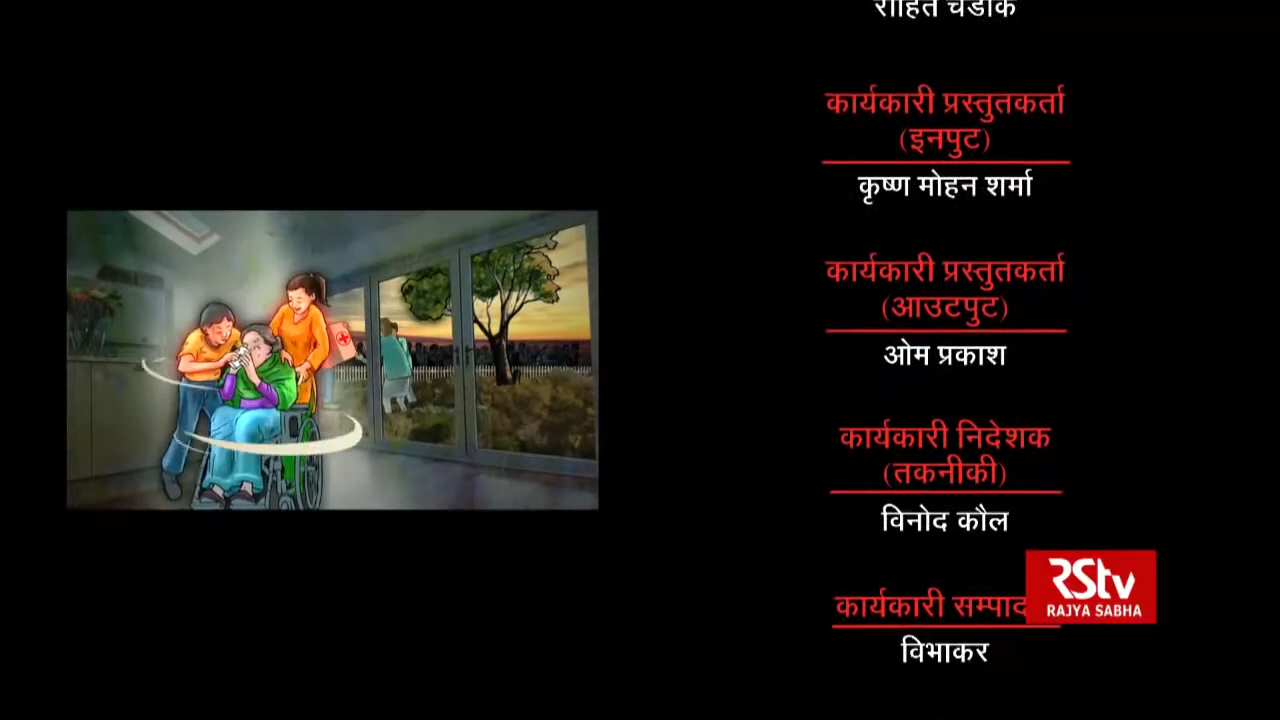 रोहित चंडोक
कार्यकारी प्रस्तुतकर्ता
(इनपुट)
कृष्ण मोहन शर्मा
कार्यकारी प्रस्तुतकर्ता
(आउटपुट)
ओम प्रकाश
कार्यकारी निदेशक
(तकनीकी)
विनोद कौल
कार्यकारी
विभाकर
RStv
RAJYA SABHA